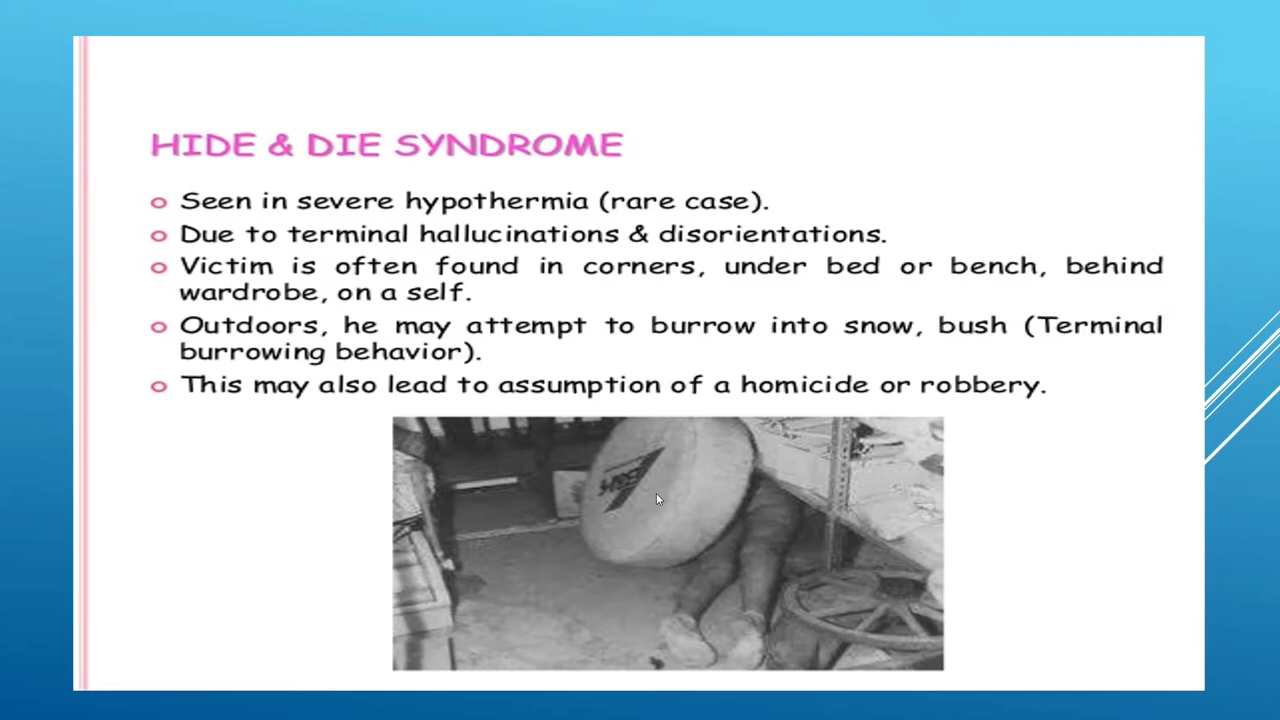 HIDE & DIE SYNDROME
Seen in severe hypothermia (rare case).
Due to terminal hallucinations & disorientations.
Victim is often found in corners, under bed or bench, behind
wardrobe, on a self.
Outdoors, he may attempt to burrow into snow, bush (Terminal
burrowing behavior).
This may also lead to assumption of a homicide or robbery.